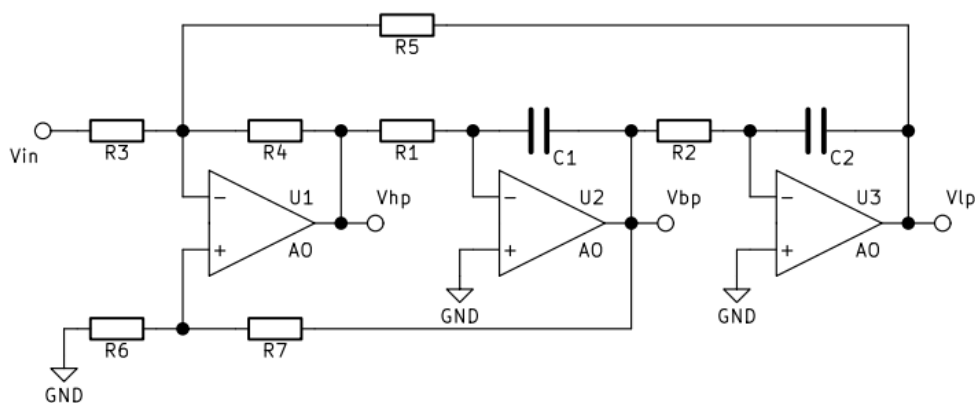 R5
Vin
R3
R4
R1
C1
R2
C2
−
U1
Vhp
−
U2
Vbp
−
U3
Vlp
+
AO
+
AO
+
AO
GND
GND
R6
R7
GND